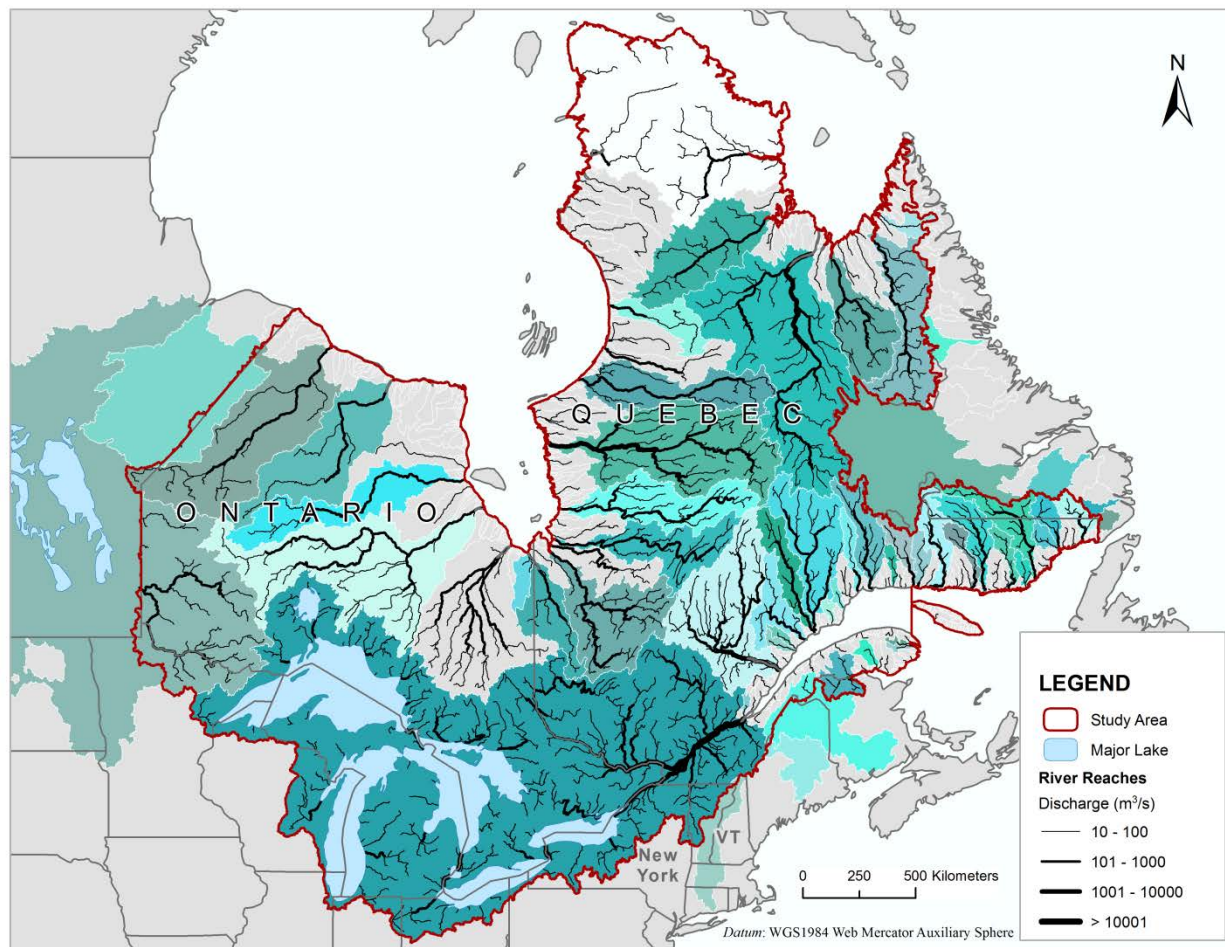 N
QUEBEC
ONTARIO
New
York
VT
0 250 500 Kilometers
Datum: WGS1984 Web Mercator Auxiliary Sphere
LEGEND
Study Area
Major Lake
River Reaches
Discharge (m³/s)
10 - 100
101 - 1000
1001 - 10000
> 10001